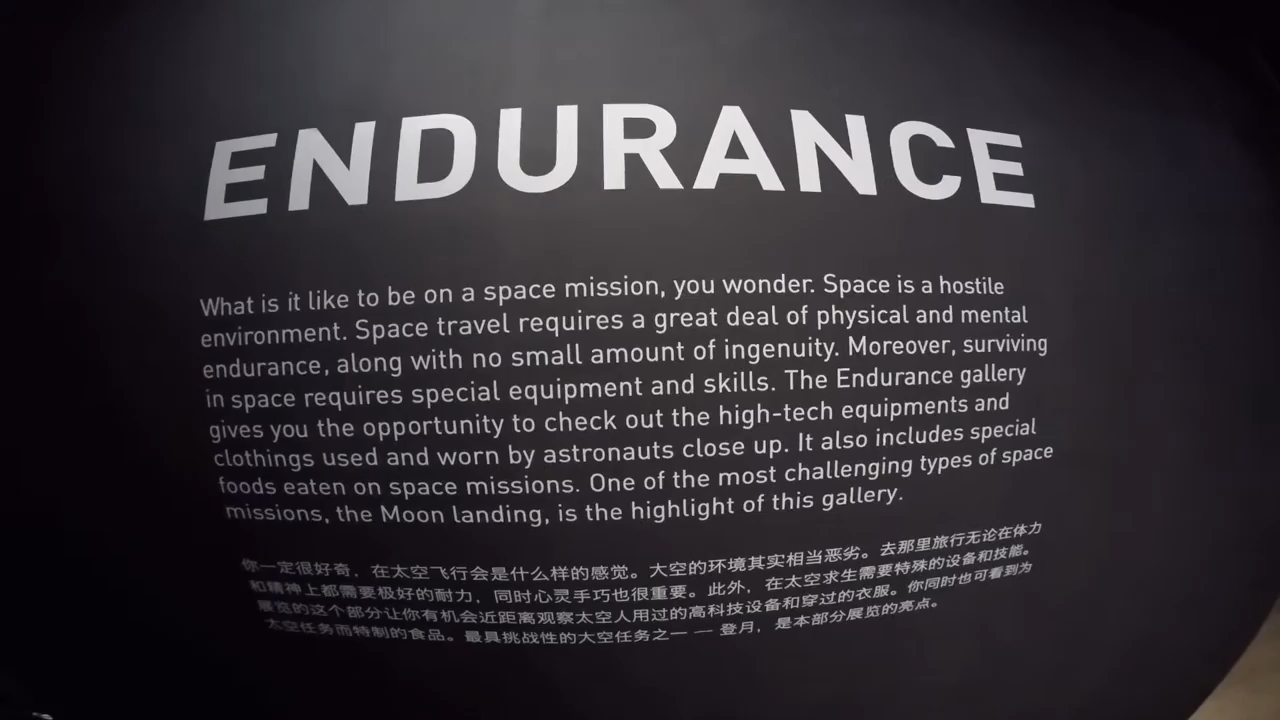 ENDURANCE
What is it like to be on a space mission, you wonder. Space is a hostile
environment. Space travel requires a great deal of physical and mental
endurance, along with no small amount of ingenuity. Moreover, surviving
in space requires special equipment and skills. The Endurance gallery
gives you the opportunity to check out the high-tech equipments and
clothings used and worn by astronauts close up. It also includes special
foods eaten on space missions. One of the most challenging types of space
missions, the Moon landing, is the highlight of this gallery.
你一定很好奇，在太空飞行会是什么样的感觉。大空的环境其实相当恶劣。去那里旅行无论在体力
和精神上都需要极好的耐力，同时心灵手巧也很重要。此外，在太空求生需要特殊的设备和技能。
展览的这个部分让你有机会近距离观察太空人用过的高科技设备和穿过的衣服。你同时也可看到为
太空任务而特制的食品。最具挑战性的大空任务之一 — 登月，是本部分展览的亮点。